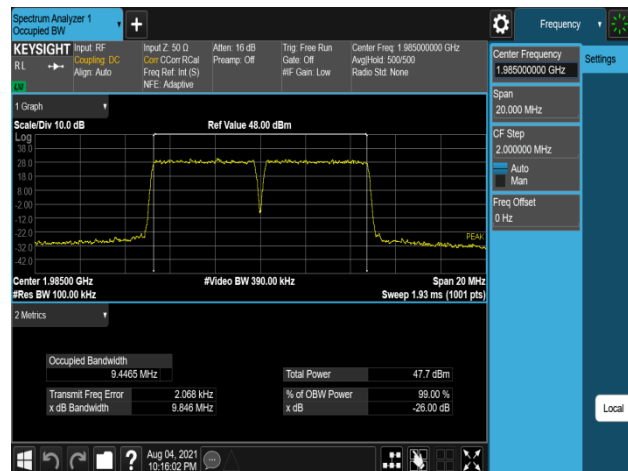 Spectrum Analyzer 1
Occupied BW
Frequency
KEYSIGHT
RL
LW
Input: RF
Coupling: DC
Align: Auto
Input Z: 50 Ω
Corr CCorr RCal
Freq Ref: Int (S)
NFE: Adaptive
Atten: 16 dB
Preamp: Off
Trig: Free Run
Gate: Off
#IF Gain: Low
Center Freq: 1.985000000 GHz
Avg|Hold: 500/500
Radio Std: None
Center Frequency
1.985000000 GHz
Settings
Span
20.000 MHz
CF Step
2.000000 MHz
Auto
Man
Freq Offset
0 Hz
1 Graph
Scale/Div 10.0 dB
Ref Value 48.00 dBm
Log
38.0
28.0
18.0
8.00
-2.00
-12.0
-22.0
-32.0
-42.0
PEAK
Center 1.98500 GHz
#Video BW 390.00 kHz
Span 20 MHz
#Res BW 100.00 kHz
Sweep 1.93 ms (1001 pts)
2 Metrics
Occupied Bandwidth
9.4465 MHz
Total Power
47.7 dBm
Transmit Freq Error
2.068 kHz
% of OBW Power
99.00 %
x dB Bandwidth
9.846 MHz
x dB
-26.00 dB
Local
Aug 04, 2021
10:16:02 PM